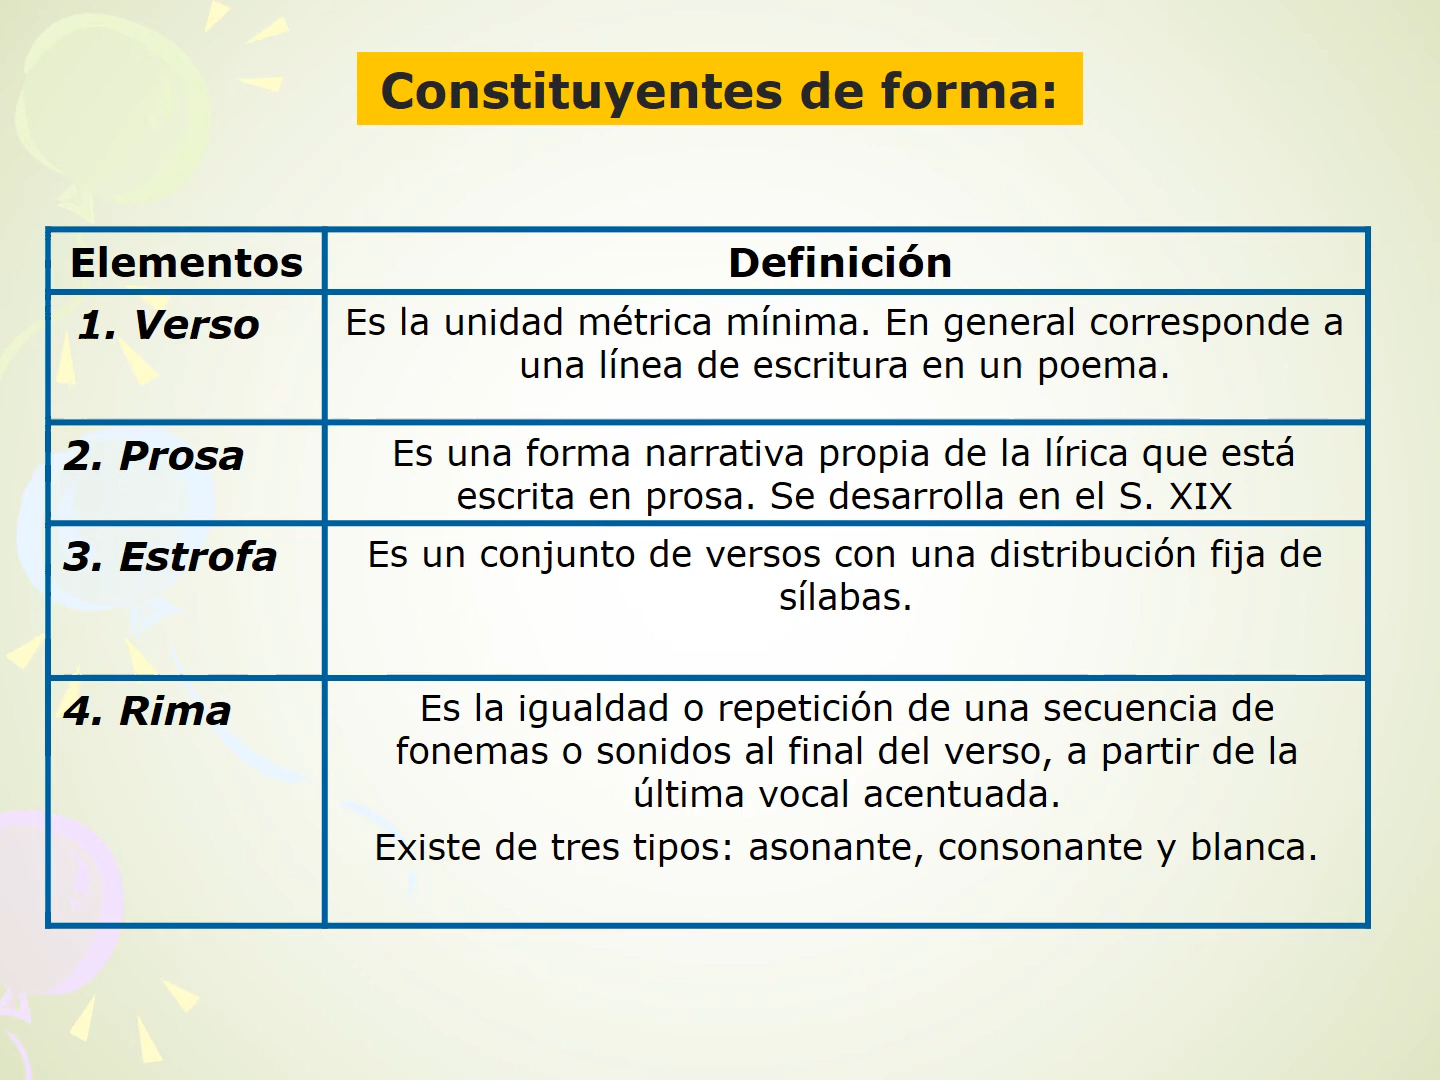 Constituyentes de forma:
Elementos
Definición
1. Verso
Es la unidad métrica mínima. En general corresponde a
una línea de escritura en un poema.
2. Prosa
Es una forma narrativa propia de la lírica que está
escrita en prosa. Se desarrolla en el S. XIX
3. Estrofa
Es un conjunto de versos con una distribución fija de
sílabas.
4. Rima
Es la igualdad o repetición de una secuencia de
fonemas o sonidos al final del verso, a partir de la
última vocal acentuada.
Existe de tres tipos: asonante, consonante y blanca.